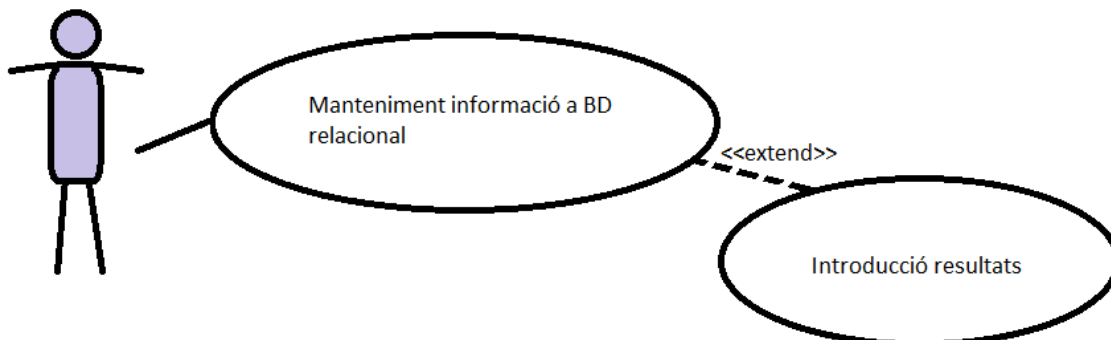 Manteniment informació a BD
relacional
<<extend>>
Introducció resultats